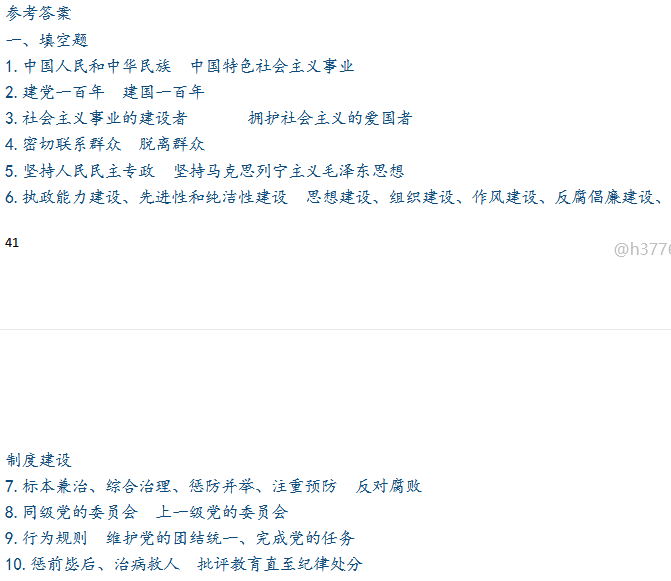 参考答案
一、填空题
1. 中国人民和中华民族 中国特色社会主义事业
2. 建党一百年 建国一百年
3. 社会主义事业的建设者 拥护社会主义的爱国者
4. 密切联系群众 脱离群众
5. 坚持人民民主专政 坚持马克思列宁主义毛泽东思想
6. 执政能力建设、先进性和纯洁性建设 思想建设、组织建设、作风建设、反腐倡廉建设、
41
@h377
制度建设
7. 标本兼治、综合治理、惩防并举、注重预防 反对腐败
8. 同级党的委员会 上一级党的委员会
9. 行为规则 维护党的团结统一、完成党的任务
10. 惩前毖后、治病救人 批评教育直至纪律处分